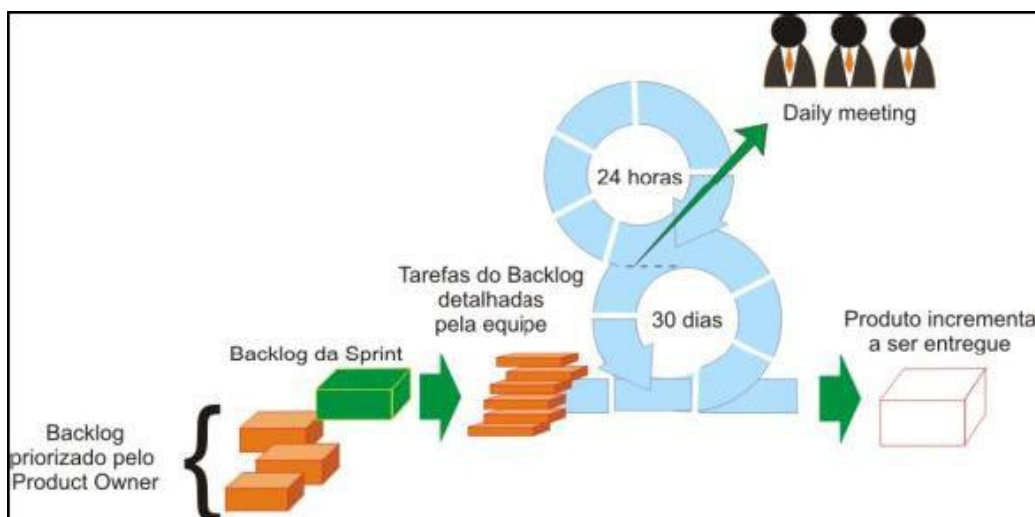 Daily meeting
24 horas
Tarefas do Backlog
detalhadas
pela equipe
30 dias
Produto incrementa
a ser entregue
Backlog da Sprint
Backlog
priorizado pelo
Product Owner